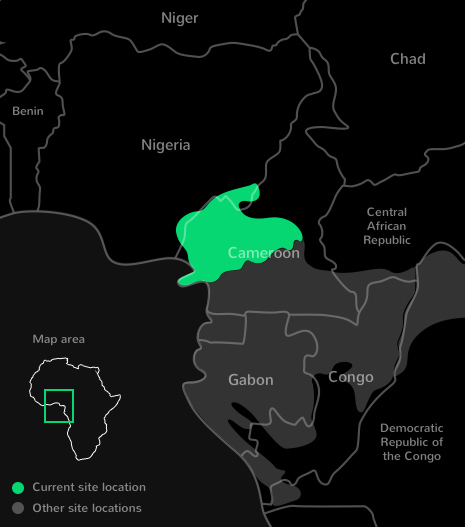 Niger
Chad
Benin
Nigeria
Central
African
Republic
Cameroon
Map area
Gabon
Congo
Democratic
Republic of
the Congo
Current site location
Other site locations